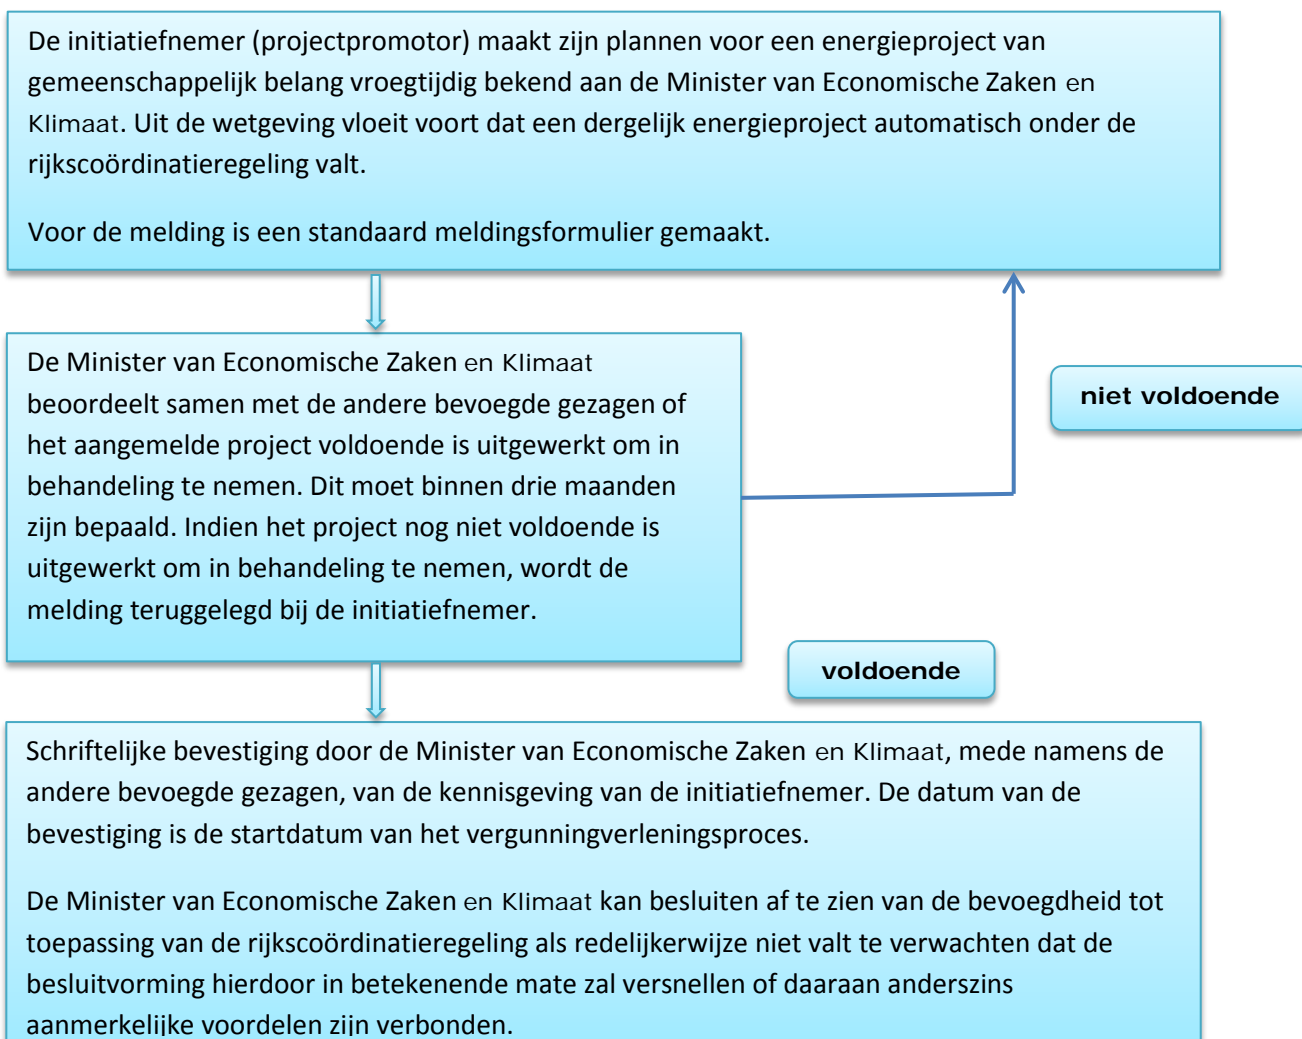 De initiatiefnemer (projectpromotor) maakt zijn plannen voor een energieproject van
gemeenschappelijk belang vroegtijdig bekend aan de Minister van Economische Zaken en
Klimaat. Uit de wetgeving vloeit voort dat een dergelijk energieproject automatisch onder de
rijkscoördinatieregeling valt.
Voor de melding is een standaard meldingsformulier gemaakt.
De Minister van Economische Zaken en Klimaat
beoordeelt samen met de andere bevoegde gezagen of
het aangemelde project voldoende is uitgewerkt om in
behandeling te nemen. Dit moet binnen drie maanden
zijn bepaald. Indien het project nog niet voldoende is
uitgewerkt om in behandeling te nemen, wordt de
melding teruggelegd bij de initiatiefnemer.
niet voldoende
voldoende
Schriftelijke bevestiging door de Minister van Economische Zaken en Klimaat, mede namens de
andere bevoegde gezagen, van de kennisgeving van de initiatiefnemer. De datum van de
bevestiging is de startdatum van het vergunningverleningsproces.
De Minister van Economische Zaken en Klimaat kan besluiten af te zien van de bevoegdheid tot
toepassing van de rijkscoördinatieregeling als redelijkerwijze niet valt te verwachten dat de
besluitvorming hierdoor in betekenende mate zal versnellen of daaraan anderszins
aanmerkelijke voordelen zijn verbonden.